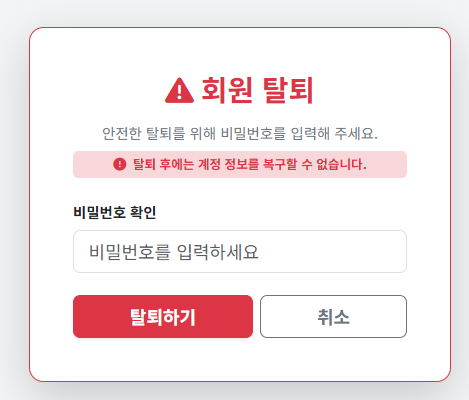 회원 탈퇴
안전한 탈퇴를 위해 비밀번호를 입력해 주세요.
탈퇴 후에는 계정 정보를 복구할 수 없습니다.
비밀번호 확인
비밀번호를 입력하세요
탈퇴하기 취소